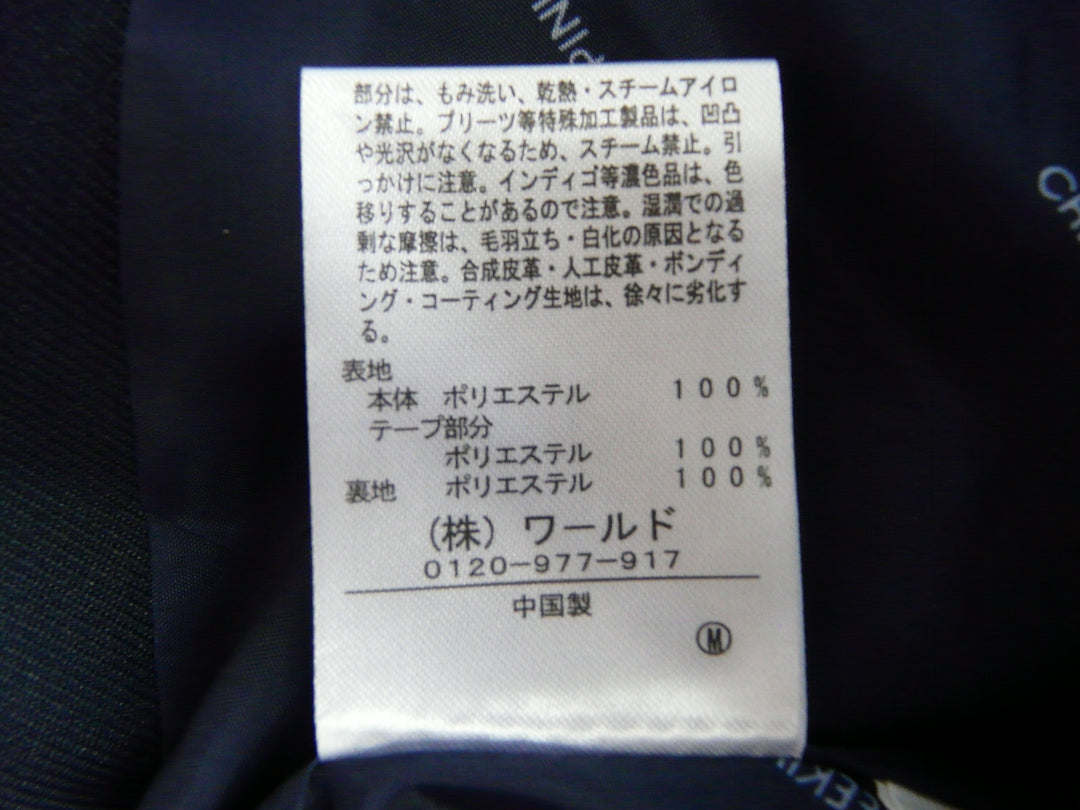 部分は、もみ洗い、乾熱・スチームアイロ
ン禁止。プリーツ等特殊加工製品は、凹凸
や光沢がなくなるため、スチーム禁止。引
っかけに注意。インディゴ等濃色品は、色
移りすることがあるので注意。湿潤での過
剰な摩擦は、毛羽立ち・白化の原因となる
ため注意。合成皮革・人工皮革・ボンディ
ング・コーティング生地は、徐々に劣化す
る。
表地
本体 ポリエステル 100%
テープ部分
ポリエステル 100%
裏地 ポリエステル 100%
(株) ワールド
0120-977-917
中国製
Ⓜ